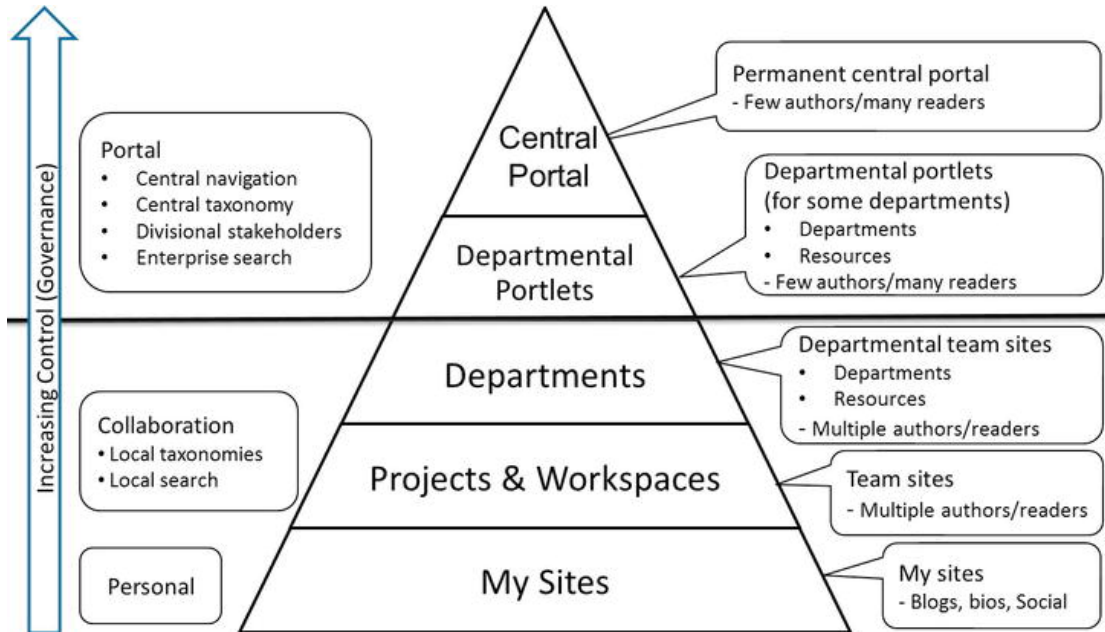 Increasing Control (Governance)
Portal
• Central navigation
• Central taxonomy
• Divisional stakeholders
• Enterprise search
Collaboration
• Local taxonomies
• Local search
Personal
Central
Portal
Departmental
Portlets
Departments
Projects & Workspaces
My Sites
Permanent central portal
- Few authors/many readers
Departmental portlets
(for some departments)
• Departments
• Resources
- Few authors/many readers
Departmental team sites
• Departments
• Resources
- Multiple authors/readers
Team sites
- Multiple authors/readers
My sites
- Blogs, bios, Social